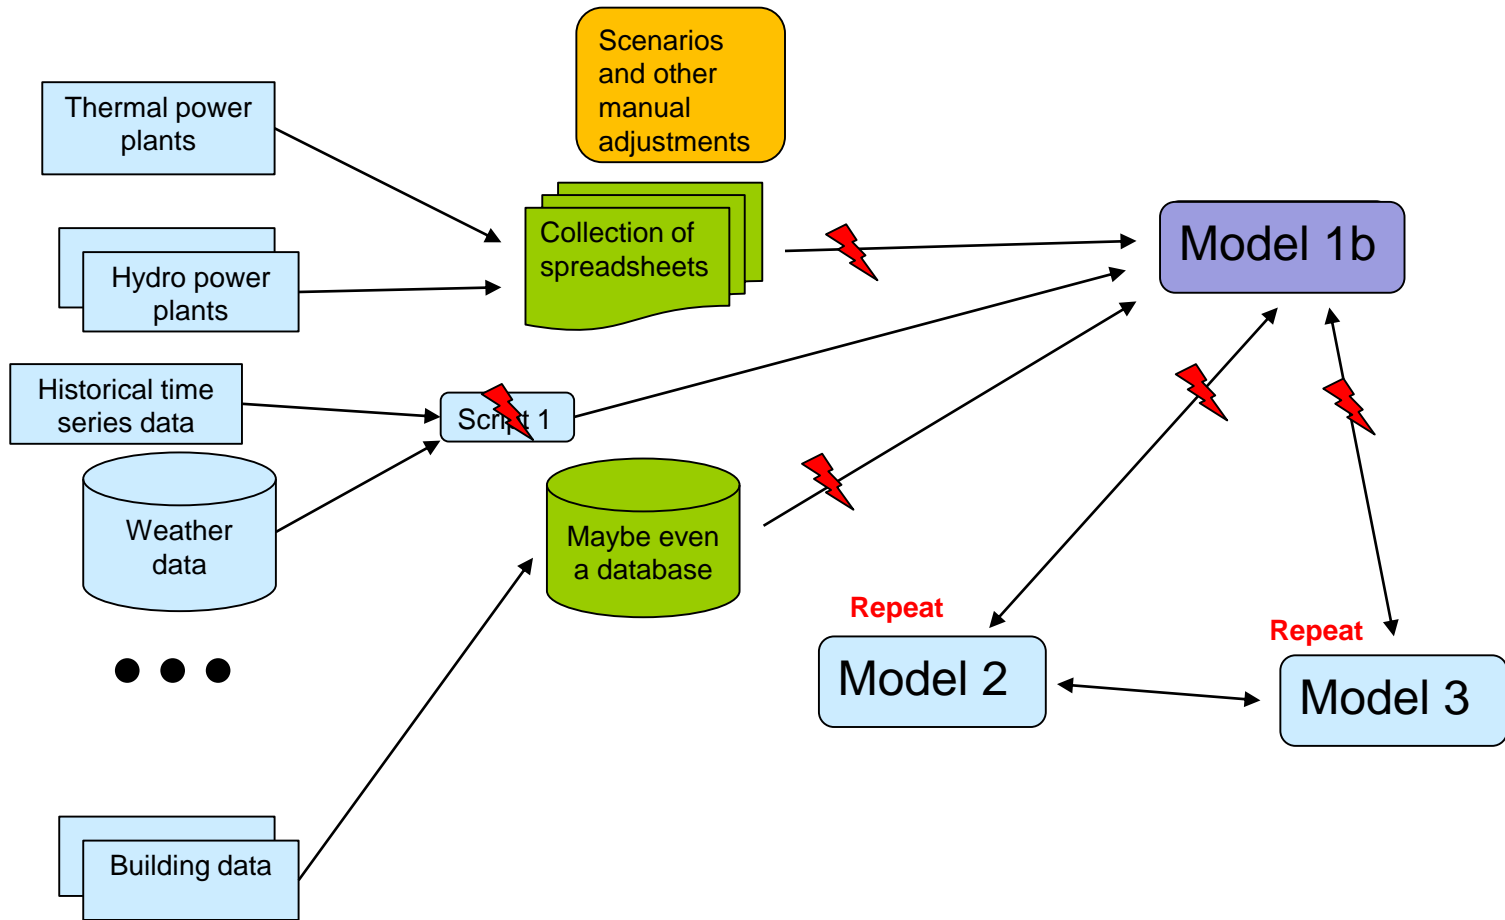 Scenarios
and other
manual
adjustments
Thermal power
plants
Collection of
spreadsheets
Model 1b
Hydro power
plants
Historical time
series data
Script 1
Weather
data
Maybe even
a database
Repeat
Repeat
Model 2
Model 3
Building data